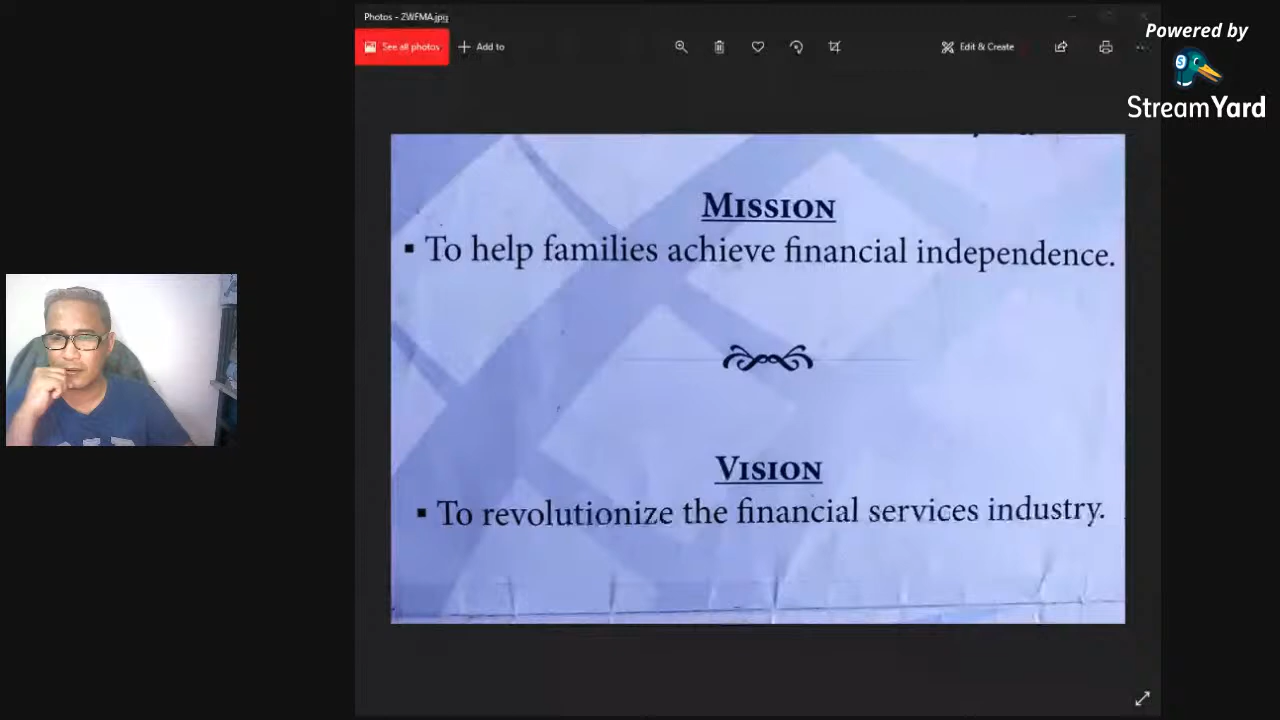 Photos - ZWFMA.jpg
See all photos
Add to
Edit & Create
Powered by
StreamYard
MISSION
▪ To help families achieve financial independence.
VISION
▪ To revolutionize the financial services industry.